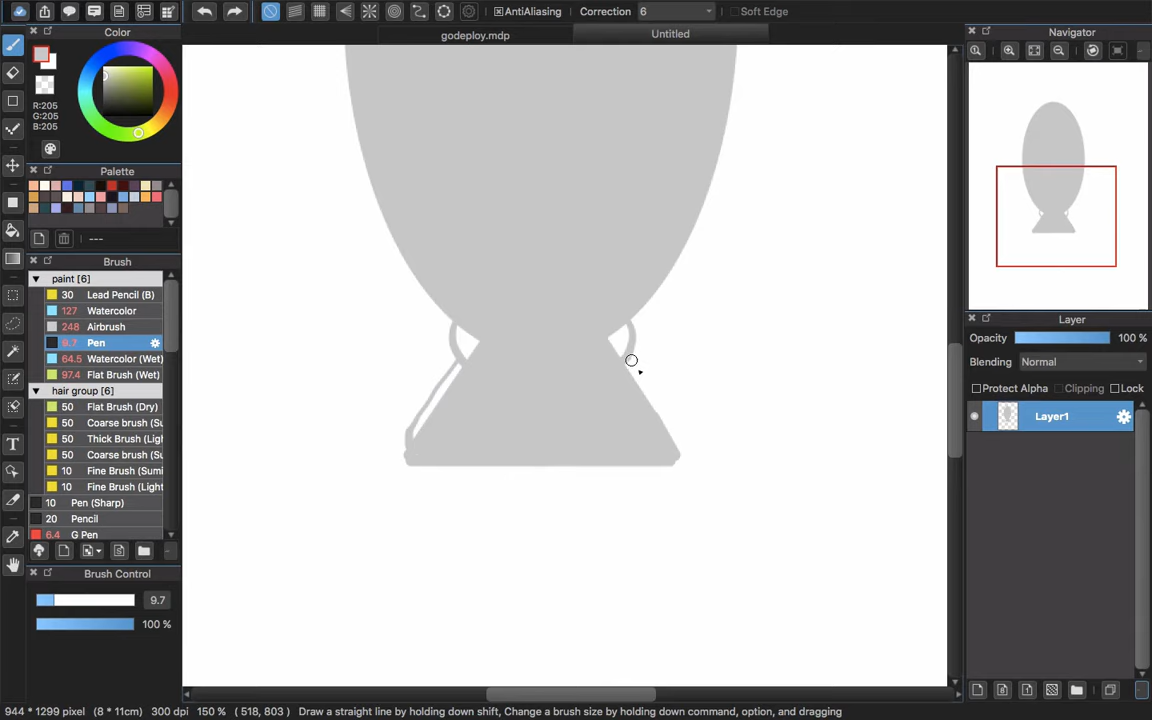 AntiAliasing Correction 6 Soft Edge
Color
godeploy.mdp Untitled
Navigator
R:205
G:205
B:205
Palette
---
Brush
paint [6]
30 Lead Pencil (B)
127 Watercolor
248 Airbrush
9.7 Pen
64.5 Watercolor (Wet)
97.4 Flat Brush (Wet)
hair group [6]
50 Flat Brush (Dry)
50 Coarse brush (S
50 Thick Brush (Ligh
50 Coarse brush (S
10 Fine Brush (Sumi
10 Fine Brush (Light
10 Pen (Sharp)
20 Pencil
6.4 G Pen
Brush Control
9.7
100 %
Layer
Opacity 100 %
Blending Normal
Protect Alpha Clipping Lock
Layer1
944 * 1299 pixel (8 * 11cm) 300 dpi 150 % ( 518, 803 ) Draw a straight line by holding down shift, Change a brush size by holding down command, option, and dragging